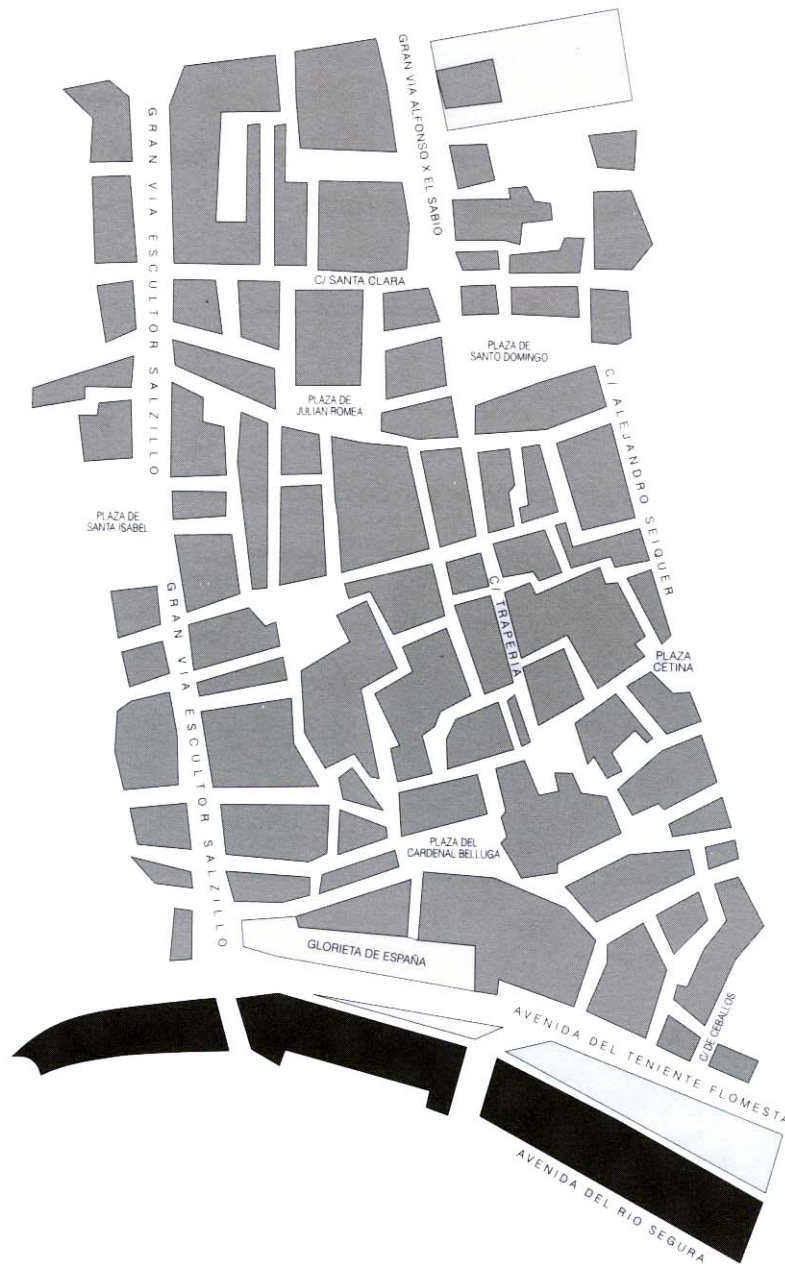 GRAN VIA ALFONSO X EL SABIO
GRAN VIA ESCULTOR SALZILLO
C/ SANTA CLARA
PLAZA DE
SANTO DOMINGO
PLAZA DE
JULIAN ROMEA
C/ ALEJANDRO SEIQUER
PLAZA DE
SANTA ISABEL
C/ TRAPERIA
GRAN VIA ESCULTOR SALZILLO
PLAZA
CETINA
PLAZA DEL
CARDENAL BELLUGA
GLORIETA DE ESPAÑA
C/ DE CEBALLOS
AVENIDA DEL TENIENTE FLOMESTA
AVENIDA DEL RIO SEGURA